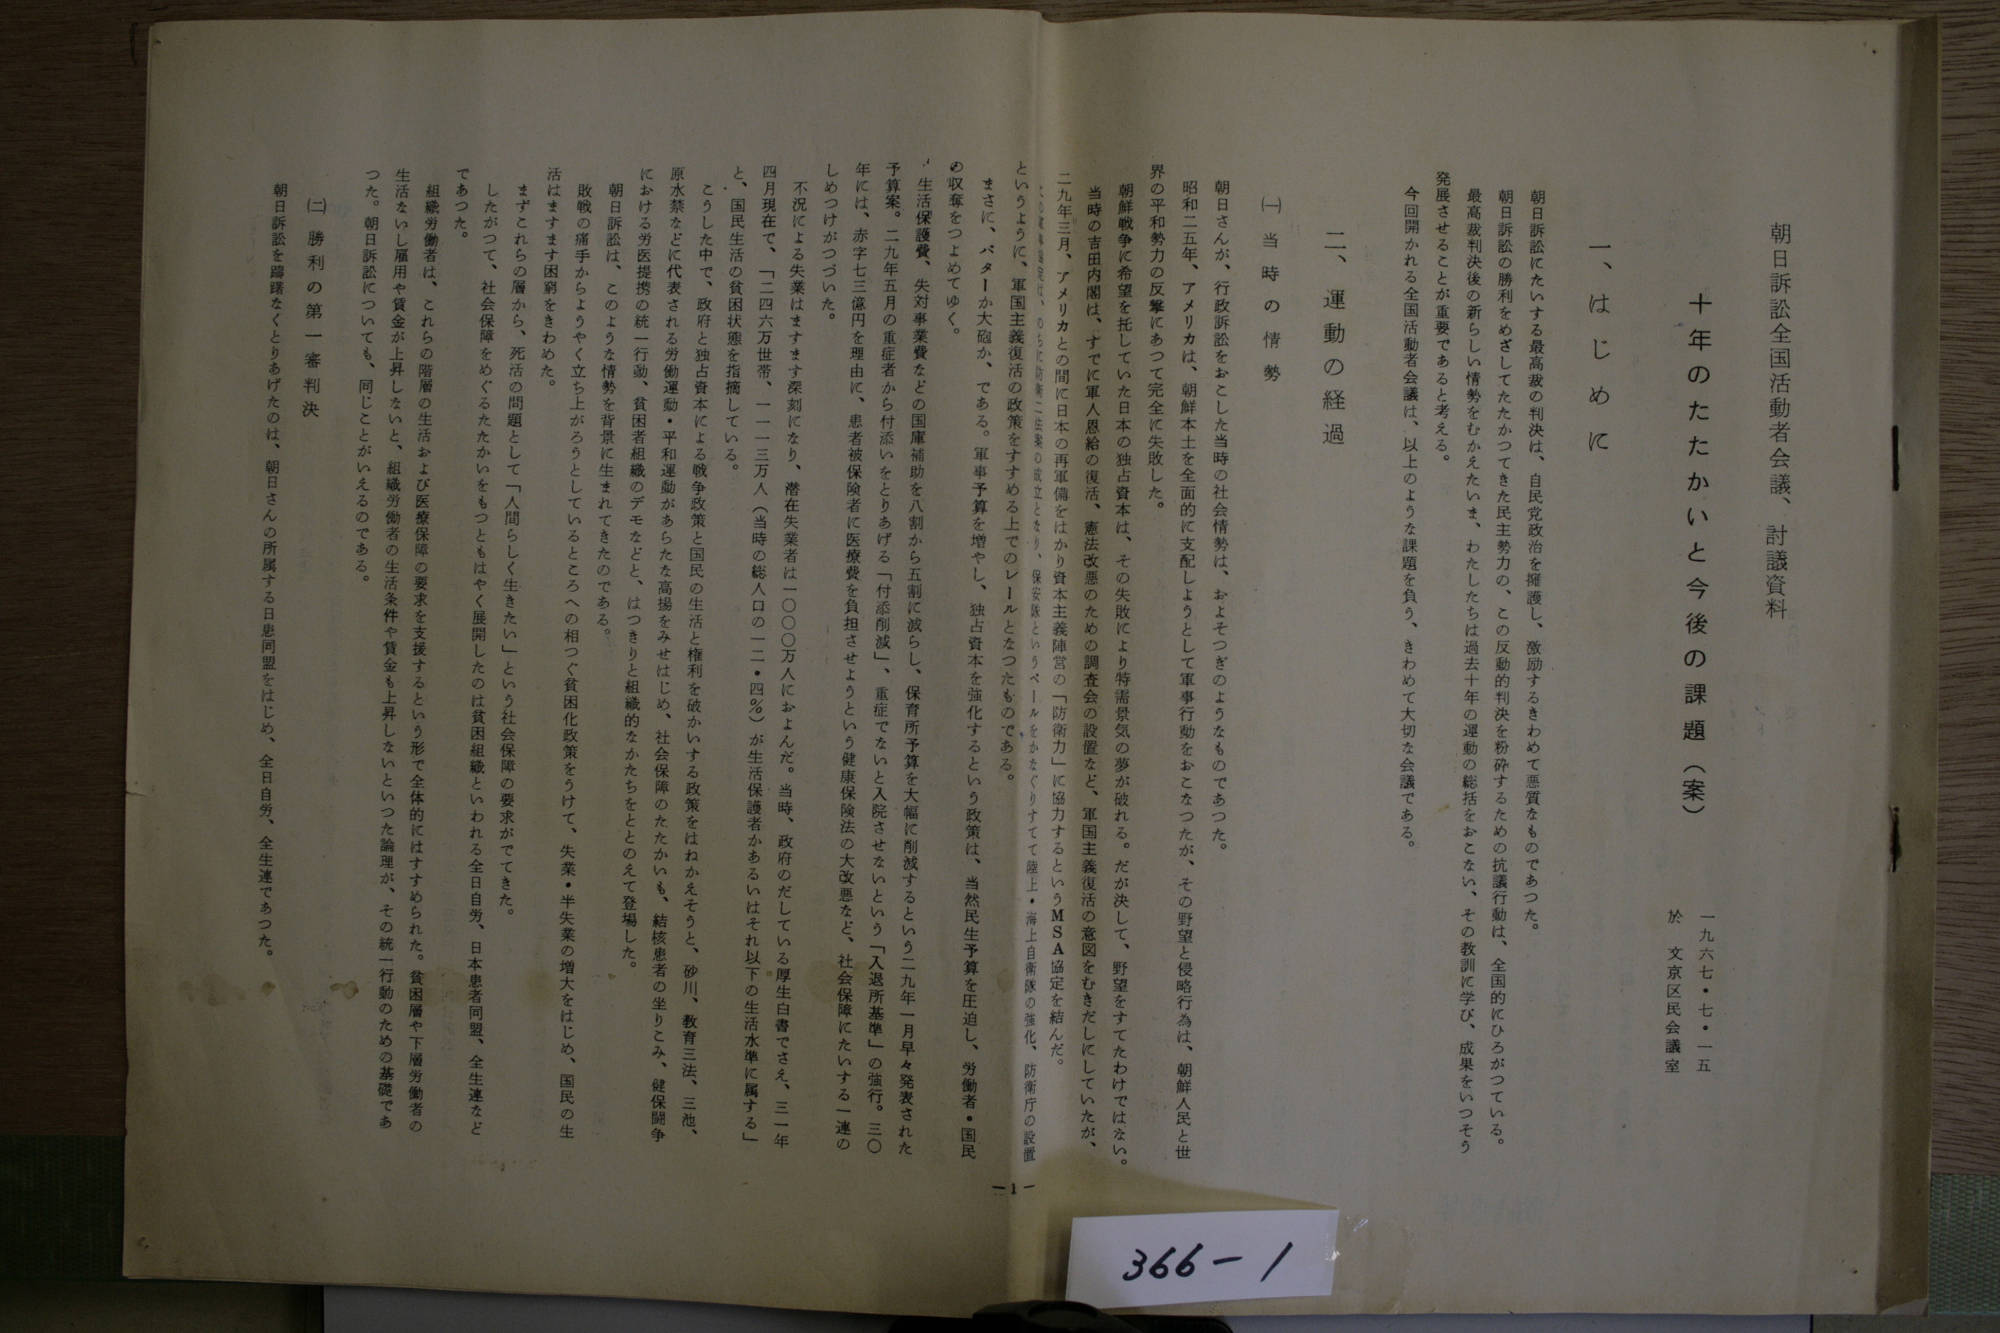 朝日訴訟全国活動者会議、討議資料
十年のたたかいと今後の課題（案）
一九六七・七・一五
於　文京区民会議室
一、はじめに
朝日訴訟にたいする最高裁の判決は、自民党政治を擁護し、激励するきわめて悪質なものであつた。
朝日訴訟の勝利をめざしてたたかつてきた民主勢力の、この反動的判決を粉砕するための抗議行動は、全国的にひろがつている。
最高裁判決後の新らしい情勢をむかえたいま、わたしたちは過去十年の運動の総括をおこない、その教訓に学び、成果をいつそう
発展させることが重要であると考える。
今回開かれる全国活動者会議は、以上のような課題を負う、きわめて大切な会議である。
二、運動の経過
㈠　当時の情勢
朝日さんが、行政訴訟をおこした当時の社会情勢は、およそつぎのようなものであつた。
昭和二五年、アメリカは、朝鮮本土を全面的に支配しようとして軍事行動をおこなつたが、その野望と侵略行為は、朝鮮人民と世
界の平和勢力の反撃にあつて完全に失敗した。
朝鮮戦争に希望を托していた日本の独占資本は、その失敗により特需景気の夢が破れる。だが決して、野望をすてたわけではない。
当時の吉田内閣は、すでに軍人恩給の復活、憲法改悪のための調査会の設置など、軍国主義復活の意図をむきだしにしていたが、
二九年三月、アメリカとの間に日本の再軍備をはかり資本主義陣営の「防衛力」に協力するというMSA協定を結んだ。
のちに防衛二法案の成立となり、保安隊というベールをかなぐりすてて陸上・海上自衛隊の強化、防衛庁の設置
というように、軍国主義復活の政策をすすめる上でのレールとなつたものである。
まさに、バターか大砲か、である。軍事予算を増やし、独占資本を強化するという政策は、当然民生予算を圧迫し、労働者・国民
の収奪をつよめてゆく。
生活保護費、失対事業費などの国庫補助を八割から五割に減らし、保育所予算を大幅に削減するという二九年一月早々発表された
予算案。二九年五月の重症者から付添いをとりあげる「付添削減」、重症でないと入院させないという「入退所基準」の強行。三〇
年には、赤字七三億円を理由に、患者被保険者に医療費を負担させようという健康保険法の大改悪など、社会保障にたいする一連の
しめつけがつづいた。
不況による失業はますます深刻になり、潜在失業者は一〇〇〇万人におよんだ。当時、政府のだしている厚生白書でさえ、三一年
四月現在で、「二四六万世帯、一一一三万人（当時の総人口の一二・四％）が生活保護者かあるいはそれ以下の生活水準に属する」
と、国民生活の貧困状態を指摘している。
こうした中で、政府と独占資本による戦争政策と国民の生活と権利を破かいする政策をはねかえそうと、砂川、教育三法、三池、
原水禁などに代表される労働運動・平和運動があらたな高揚をみせはじめ、社会保障のたたかいも、結核患者の坐りこみ、健保闘争
における労医提携の統一行動、貧困者組織のデモなどと、はつきりと組織的なかたちをととのえて登場した。
朝日訴訟は、このような情勢を背景に生まれてきたのである。
敗戦の痛手からようやく立ち上がろうとしているところへの相つぐ貧困化政策をうけて、失業・半失業の増大をはじめ、国民の生
活はますます困窮をきわめた。
まずこれらの層から、死活の問題として「人間らしく生きたい」という社会保障の要求がでてきた。
したがつて、社会保障をめぐるたたかいをもつともはやく展開したのは貧困組織といわれる全日自労、日本患者同盟、全生連など
であつた。
組織労働者は、これらの階層の生活および医療保障の要求を支援するという形で全体的にはすすめられた。貧困層や下層労働者の
生活ないし雇用や賃金が上昇しないと、組織労働者の生活条件や賃金も上昇しないといつた論理が、その統一行動のための基礎であ
つた。朝日訴訟についても、同じことがいえるのである。
㈡　勝利の第一審判決
朝日訴訟を躊躇なくとりあげたのは、朝日さんの所属する日患同盟をはじめ、全日自労、全生連であつた。
―1―
366-1